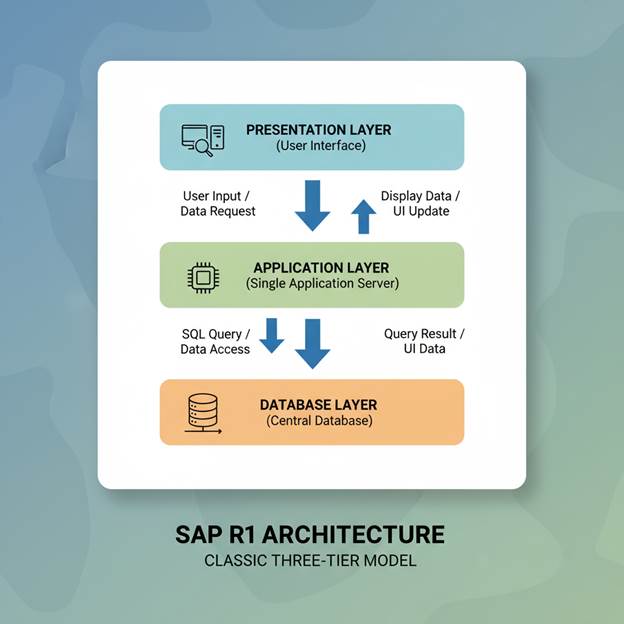 PRESENTATION LAYER
(User Interface)
User Input /
Data Request
Display Data /
UI Update
APPLICATION LAYER
(Single Application Server)
SQL Query /
Data Access
Query Result /
UI Data
DATABASE LAYER
(Central Database)
SAP R1 ARCHITECTURE
CLASSIC THREE-TIER MODEL